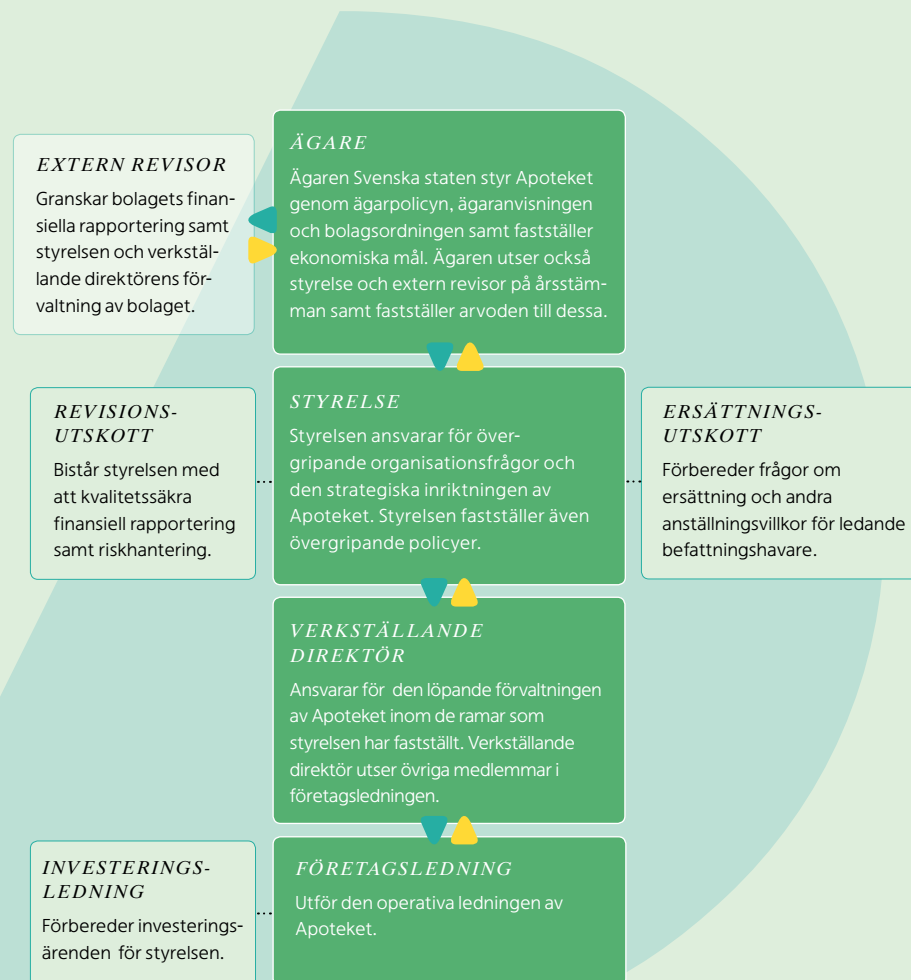 EXTERN REVISOR
Granskar bolagets finan-
siella rapportering samt
styrelsen och verkstäl-
lande direktörens för-
valtning av bolaget.
ÄGARE
Ägaren Svenska staten styr Apoteket
genom ägarpolicyn, ägaranvisningen
och bolagsordningen samt fastställer
ekonomiska mål. Ägaren utser också
styrelse och extern revisor på årsstäm-
man samt fastställer arvoden till dessa.
REVISIONS-
UTSKOTT
Bistår styrelsen med
att kvalitetssäkra
finansiell rapportering
samt riskhantering.
STYRELSE
Styrelsen ansvarar för över-
gripande organisationsfrågor och
den strategiska inriktningen av
Apoteket. Styrelsen fastställer även
övergripande policyer.
ERSÄTTNINGS-
UTSKOTT
Förbereder frågor om
ersättning och andra
anställningsvillkor för ledande
befattningshavare.
VERKSTÄLLANDE
DIREKTÖR
Ansvarar för den löpande förvaltningen
av Apoteket inom de ramar som
styrelsen har fastställt. Verkställande
direktör utser övriga medlemmar i
företagsledningen.
INVESTERINGS-
LEDNING
Förbereder investerings-
ärenden för styrelsen.
FÖRETAGSLEDNING
Utför den operativa ledningen av
Apoteket.